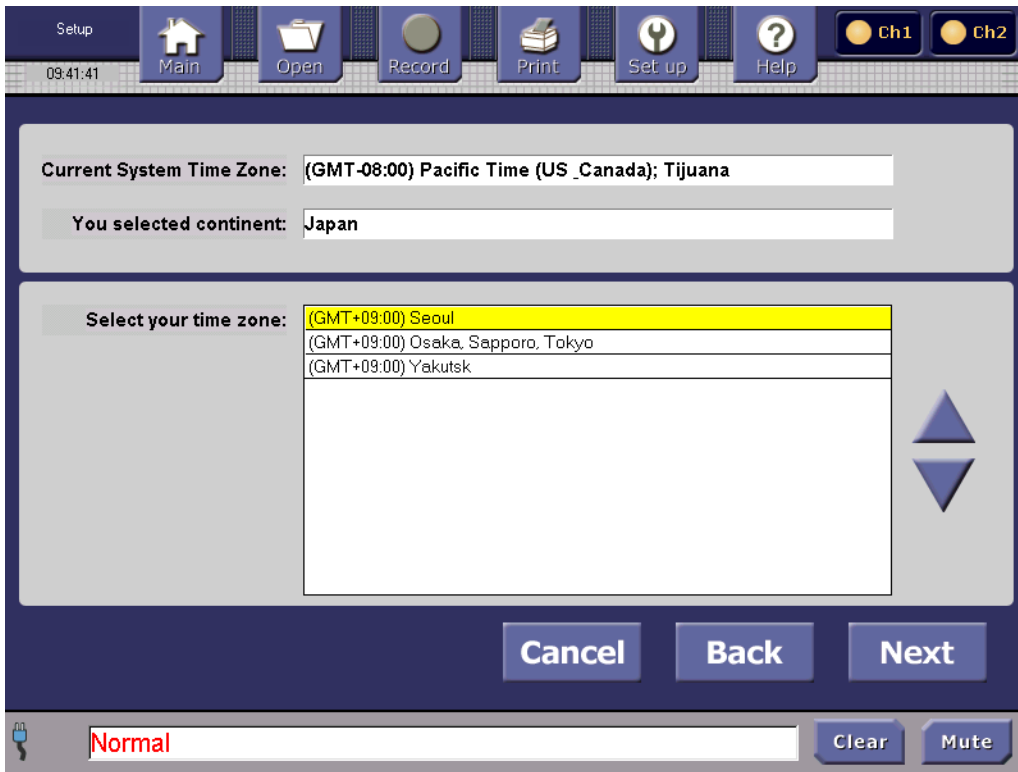 Setup
Main
Open
Record
Print
Set up
Help
Ch1
Ch2
09:41:41
Current System Time Zone: (GMT-08:00) Pacific Time (US _Canada); Tijuana
You selected continent: Japan
Select your time zone: (GMT+09:00) Seoul
(GMT+09:00) Osaka, Sapporo, Tokyo
(GMT+09:00) Yakutsk
Cancel
Back
Next
Normal
Clear
Mute